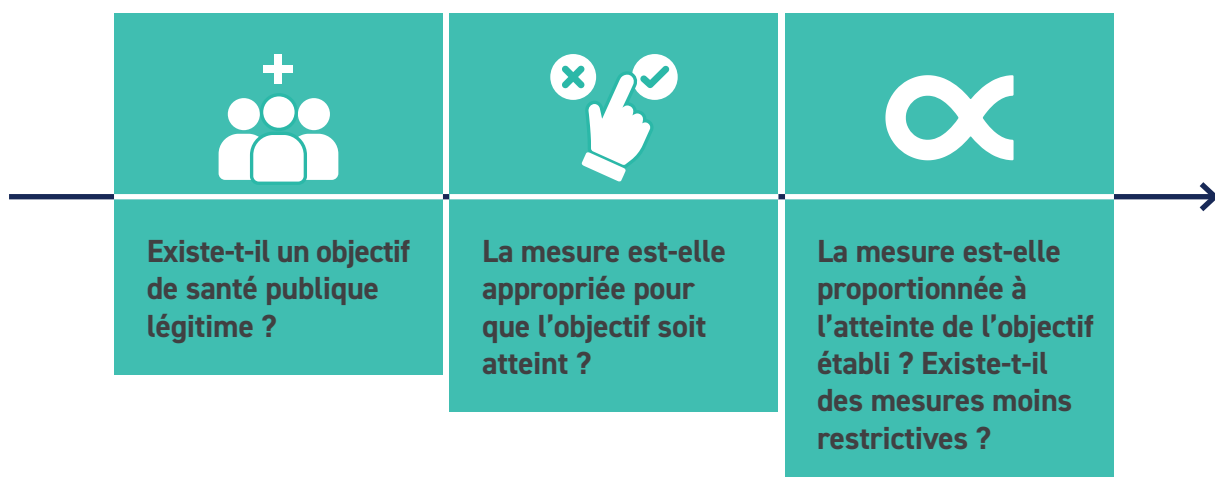 Existe-t-il un objectif
de santé publique
légitime ?
La mesure est-elle
appropriée pour
que l’objectif soit
atteint ?
La mesure est-elle
proportionnée à
l’atteinte de l’objectif
établi ? Existe-t-il
des mesures moins
restrictives ?